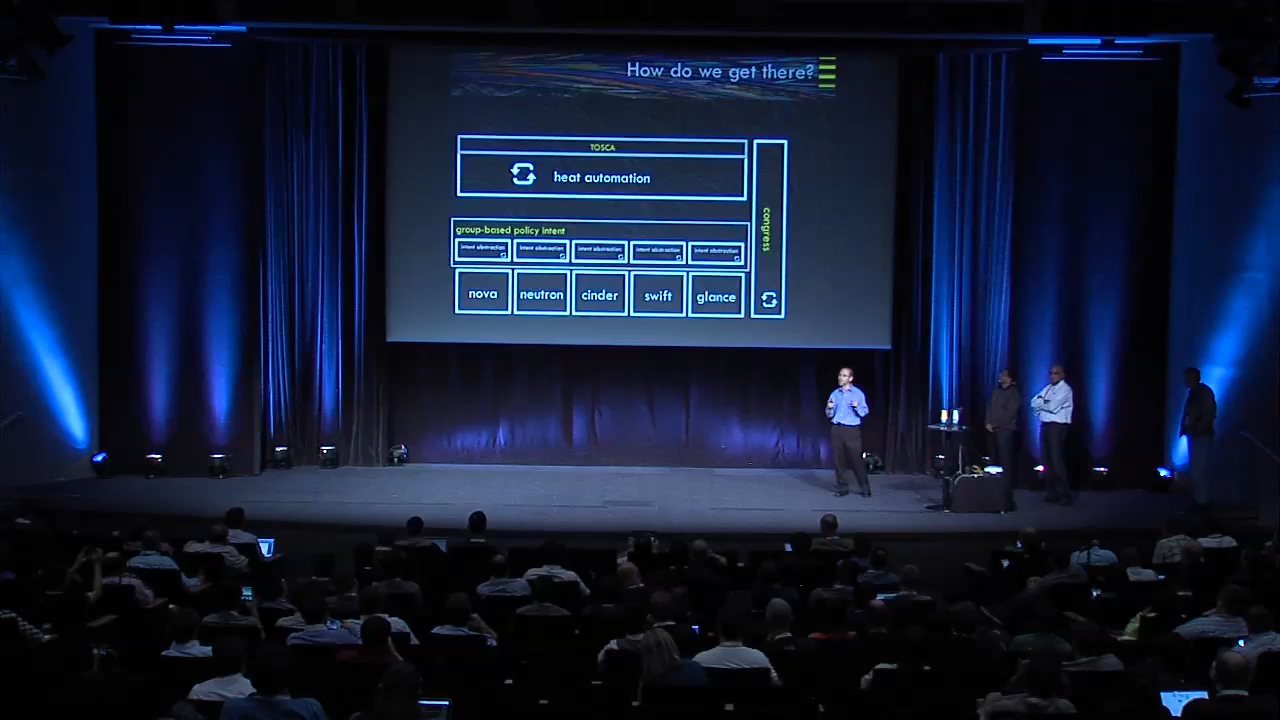 How do we get there?
TOSCA
heat automation
congress
group-based policy intent
intent abstraction intent abstraction intent abstraction intent abstraction intent abstraction
nova neutron cinder swift glance